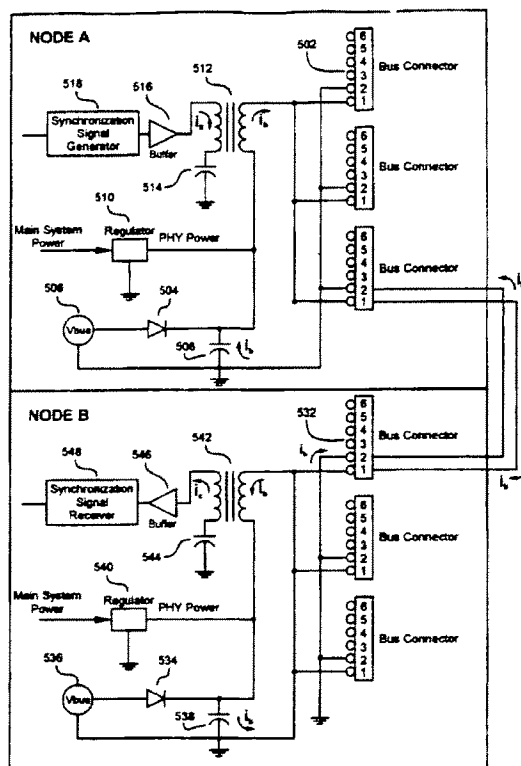 NODE A
518
516
512
502
6
5
4
3
2
1
Bus Connector
Synchronization
Signal
Generator
Buffer
514
6
5
4
3
2
1
Bus Connector
510
Regulator
Main System
Power
PHY Power
506
504
Vbus
508
6
5
4
3
2
1
Bus Connector
NODE B
548
546
542
532
6
5
4
3
2
1
Bus Connector
Synchronization
Signal
Receiver
Buffer
544
6
5
4
3
2
1
Bus Connector
540
Regulator
Main System
Power
PHY Power
536
534
Vbus
538
6
5
4
3
2
1
Bus Connector